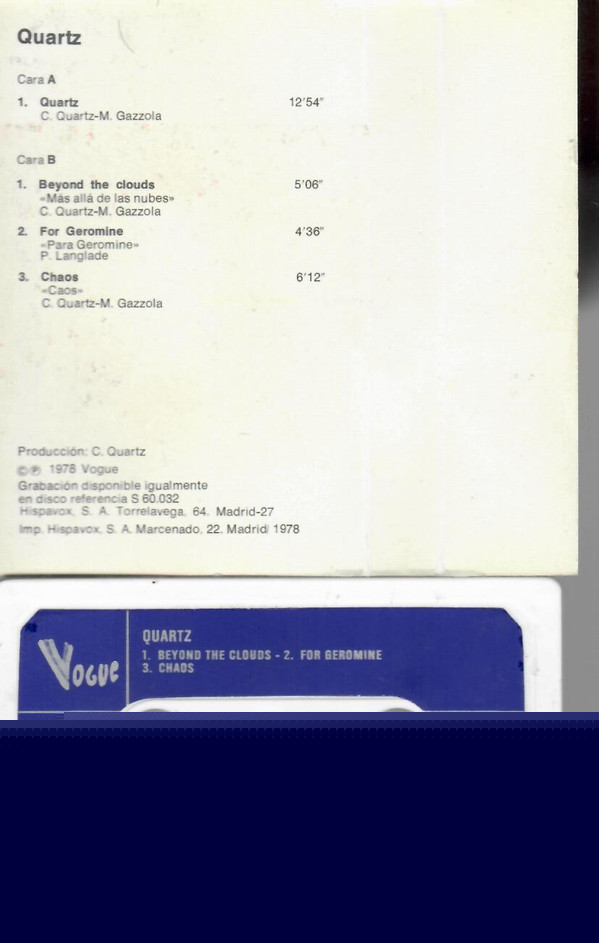 Quartz
Cara A
1. Quartz 12'54"
C. Quartz-M. Gazzola
Cara B
1. Beyond the clouds 5'06"
«Más allá de las nubes»
C. Quartz-M. Gazzola
2. For Geromine 4'36"
«Para Geromine»
P. Langlade
3. Chaos 6'12"
«Caos»
C. Quartz-M. Gazzola
Producción: C. Quartz
© ℗ 1978 Vogue
Grabación disponible igualmente
en disco referencia S 60.032
Hispavox, S. A. Torrelavega, 64. Madrid-27
Imp. Hispavox, S. A. Marcenado, 22. Madrid/1978
VOGUE
QUARTZ
1. BEYOND THE CLOUDS - 2. FOR GEROMINE
3. CHAOS